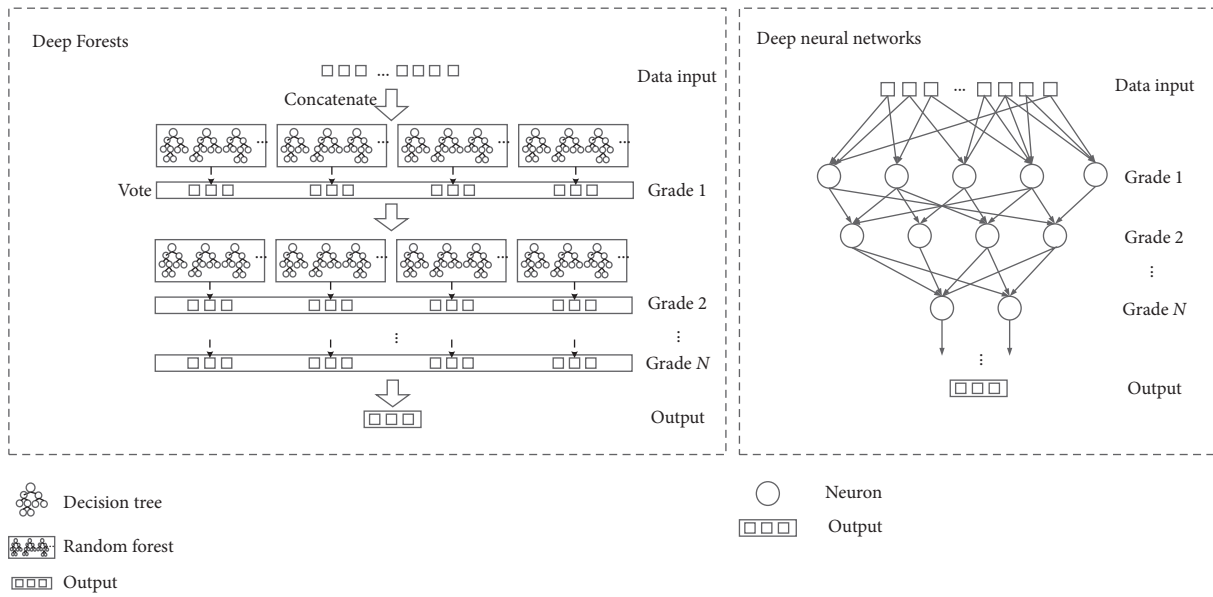 Deep Forests
Data input
...
Concatenate
... ... ... ...
Vote
Grade 1
... ... ... ...
Grade 2
...
...
Grade N
Output
Decision tree
Random forest
...
Output
Deep neural networks
Data input
...
Grade 1
Grade 2
...
Grade N
...
Output
Neuron
Output